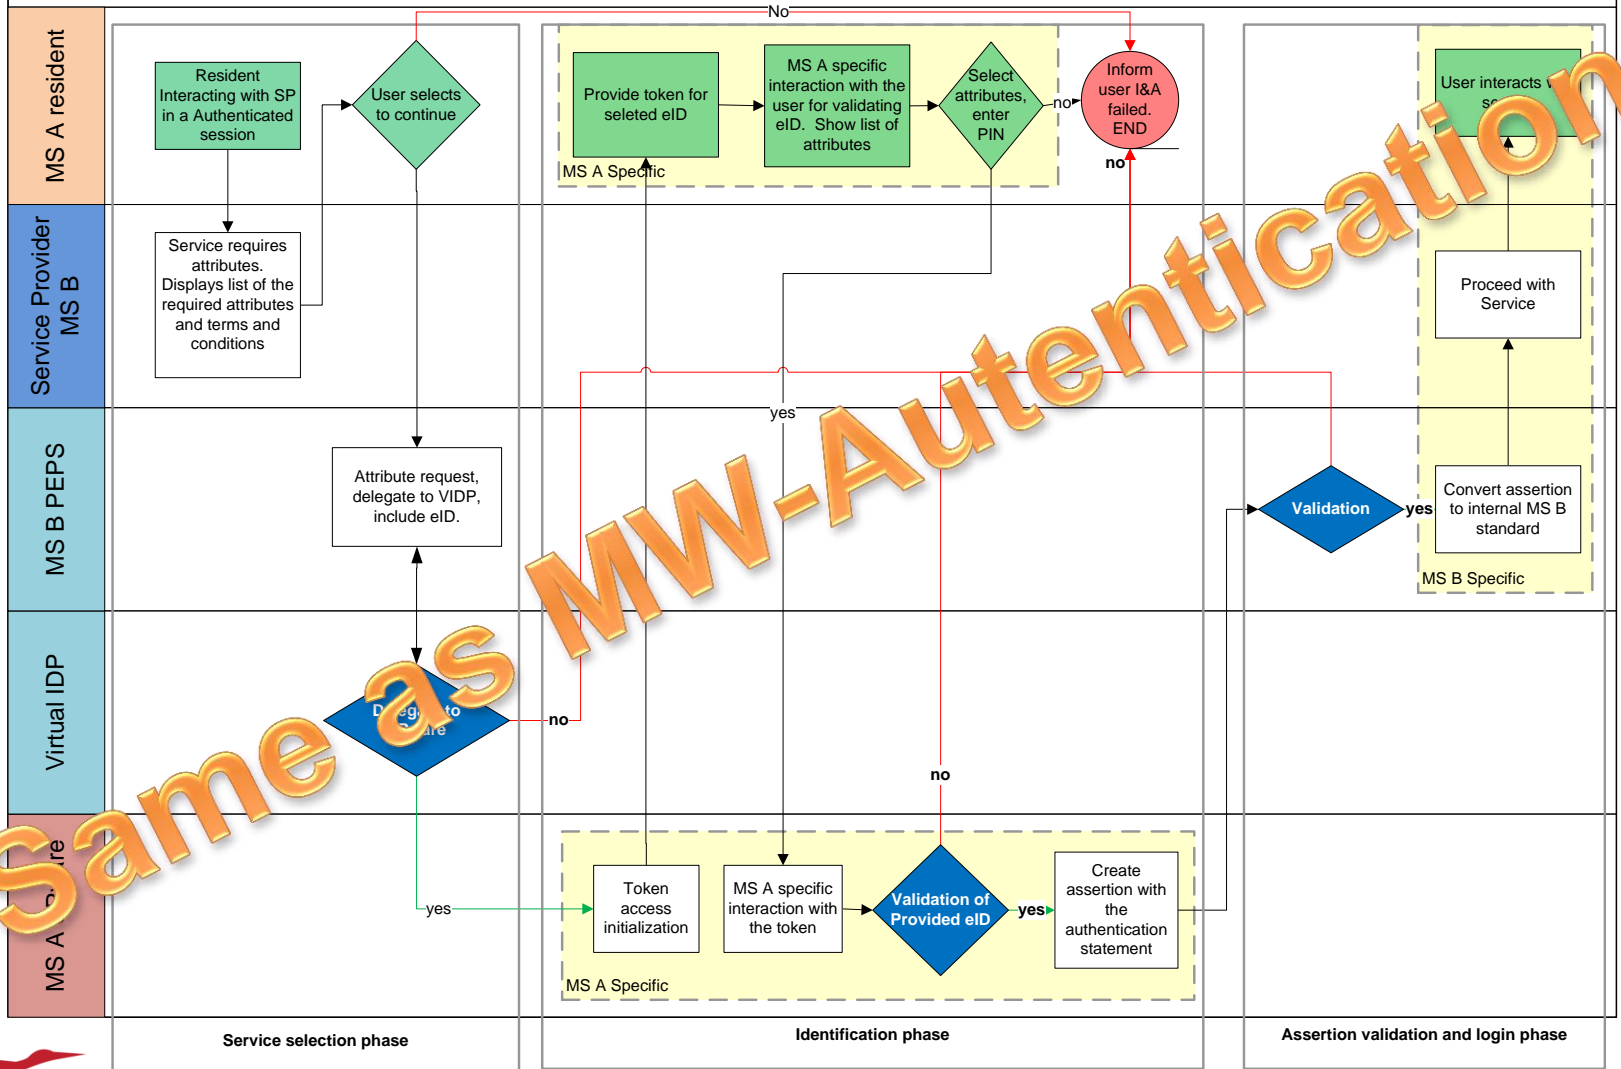 No
MS A resident
Resident
Interacting with SP
in a Authenticated
session
User selects
to continue
Provide token for
seleted eID
MS A specific
interaction with the
user for validating
eID. Show list of
attributes
Select
attributes,
enter
PIN
no
Inform
user I&A
failed.
END
no
MS A Specific
User interacts
Service Provider
MS B
Service requires
attributes.
Displays list of the
required attributes
and terms and
conditions
Proceed with
Service
yes
MS B PEPS
Attribute request,
delegate to VIDP,
include eID.
Validation
yes
Convert assertion
to internal MS B
standard
MS B Specific
Virtual IDP
to
no
no
MS A
yes
Token
access
initialization
MS A specific
interaction with
the token
Validation of
Provided eID
yes
Create
assertion with
the
authentication
statement
MS A Specific
Same as MW-Autentication
Service selection phase
Identification phase
Assertion validation and login phase